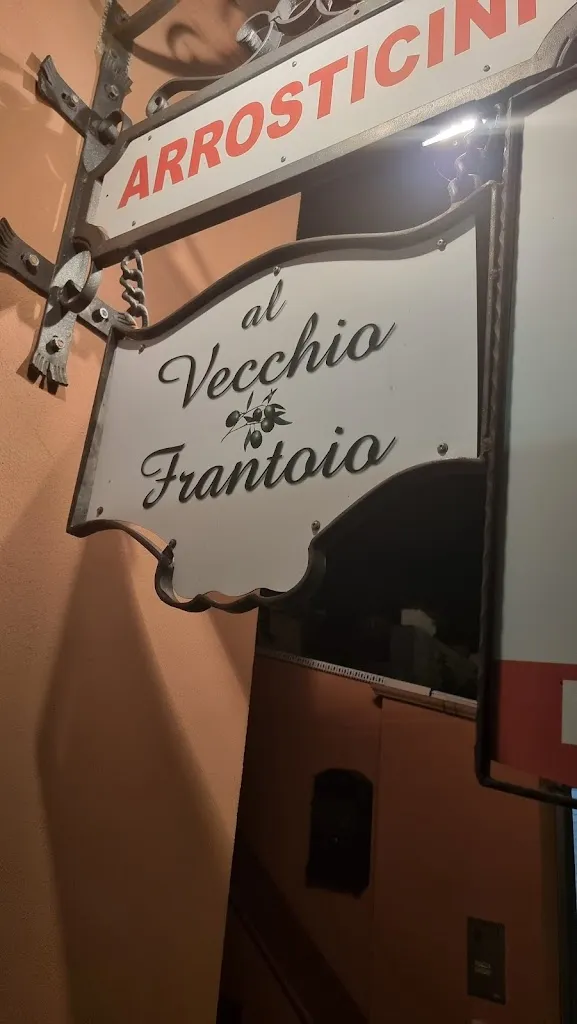 ARROSTICINI
al
Vecchio
Frantoio